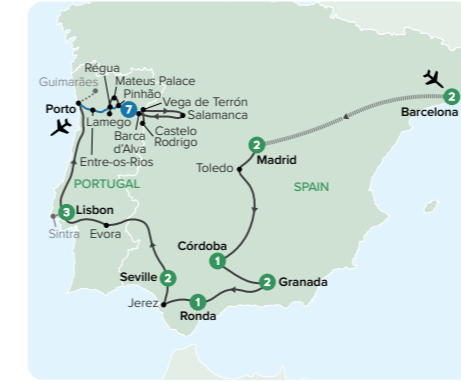 Régua
Mateus Palace
Guimarães
Pinhão
Porto
7
Vega de Terrón
Salamanca
Lamego
Barca
d'Alva
Castelo
Rodrigo
Entre-os-Rios
2
Barcelona
2
Madrid
Toledo
PORTUGAL
SPAIN
3
Lisbon
Sintra
Evora
Córdoba
1
Seville
2
2
Granada
Jerez
1
Ronda